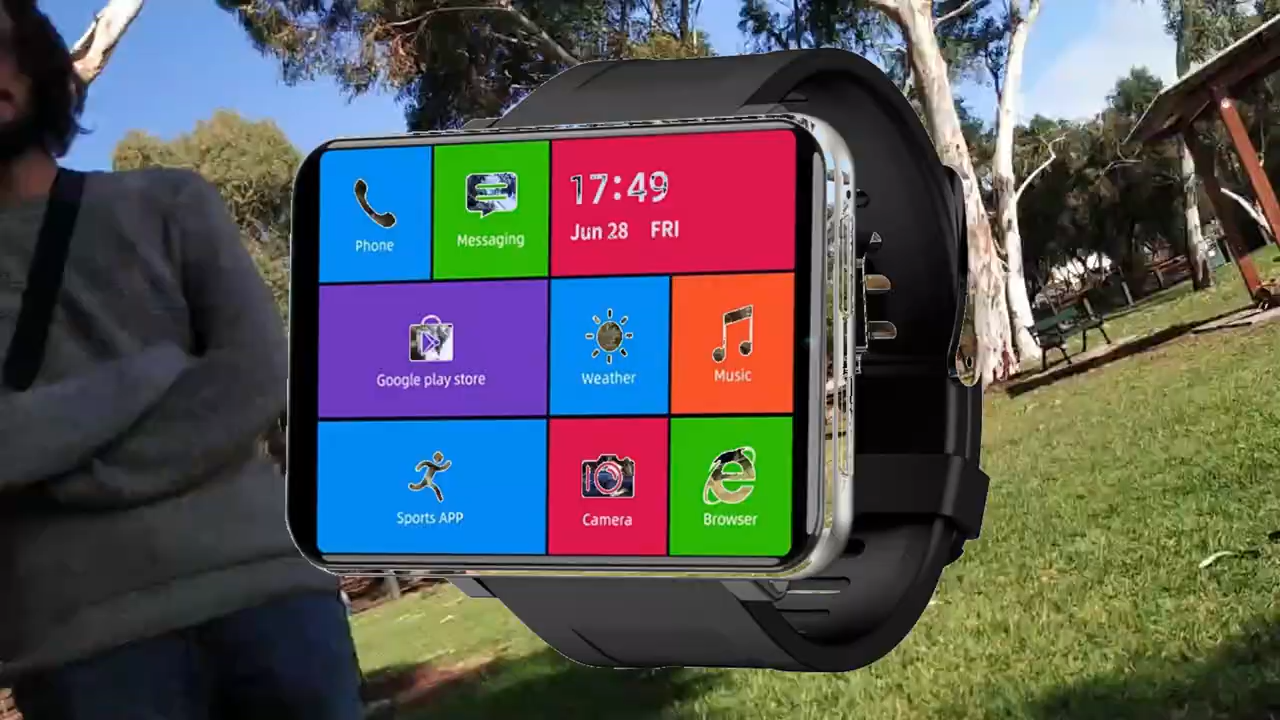 17:49
Jun 28 FRI
Phone
Messaging
Google play store
Weather
Music
Sports APP
Camera
Browser